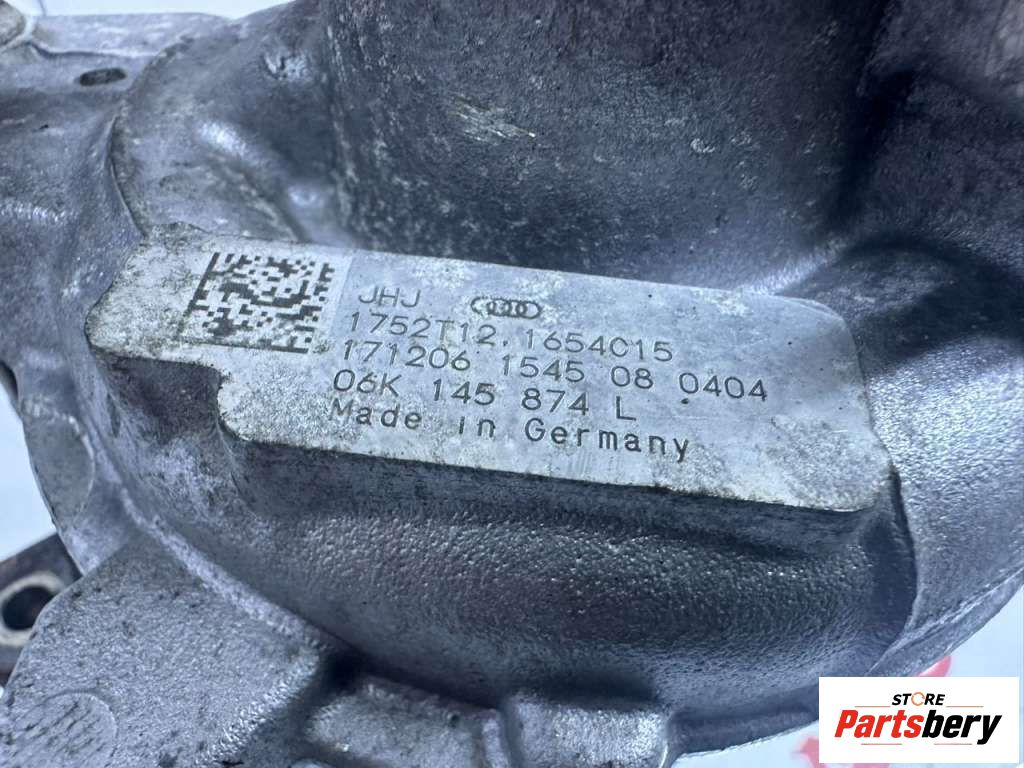 JHJ
1752T12.1654C15
171206 1545 08 0404
06K 145 874 L
Made in Germany
STORE
Partsbery